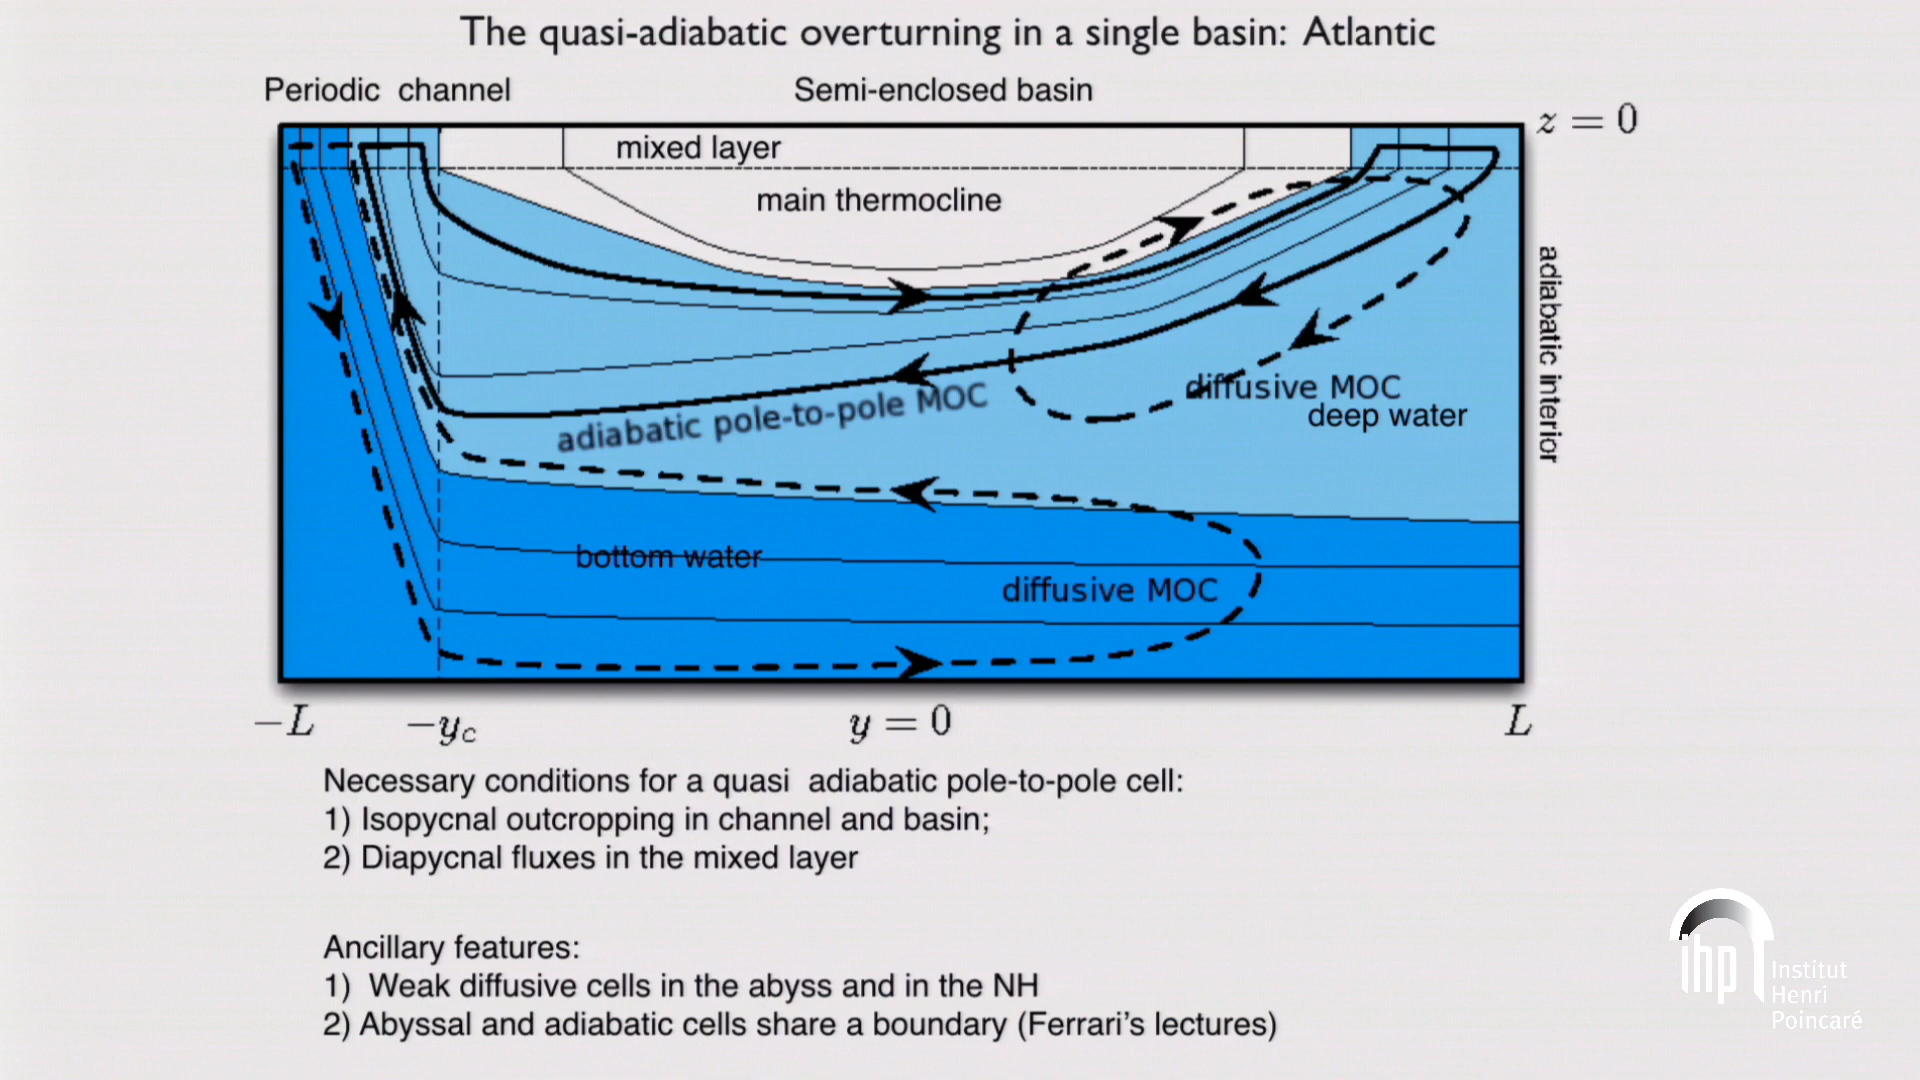 The quasi-adiabatic overturning in a single basin: Atlantic
Periodic channel
Semi-enclosed basin
z = 0
mixed layer
main thermocline
adiabatic interior
diffusive MOC
deep water
adiabatic pole-to-pole MOC
bottom water
diffusive MOC
−L
−y_c
y = 0
L
Necessary conditions for a quasi adiabatic pole-to-pole cell:
1) Isopycnal outcropping in channel and basin;
2) Diapycnal fluxes in the mixed layer
Ancillary features:
1) Weak diffusive cells in the abyss and in the NH
2) Abyssal and adiabatic cells share a boundary (Ferrari's lectures)
ihp
Institut
Henri
Poincaré